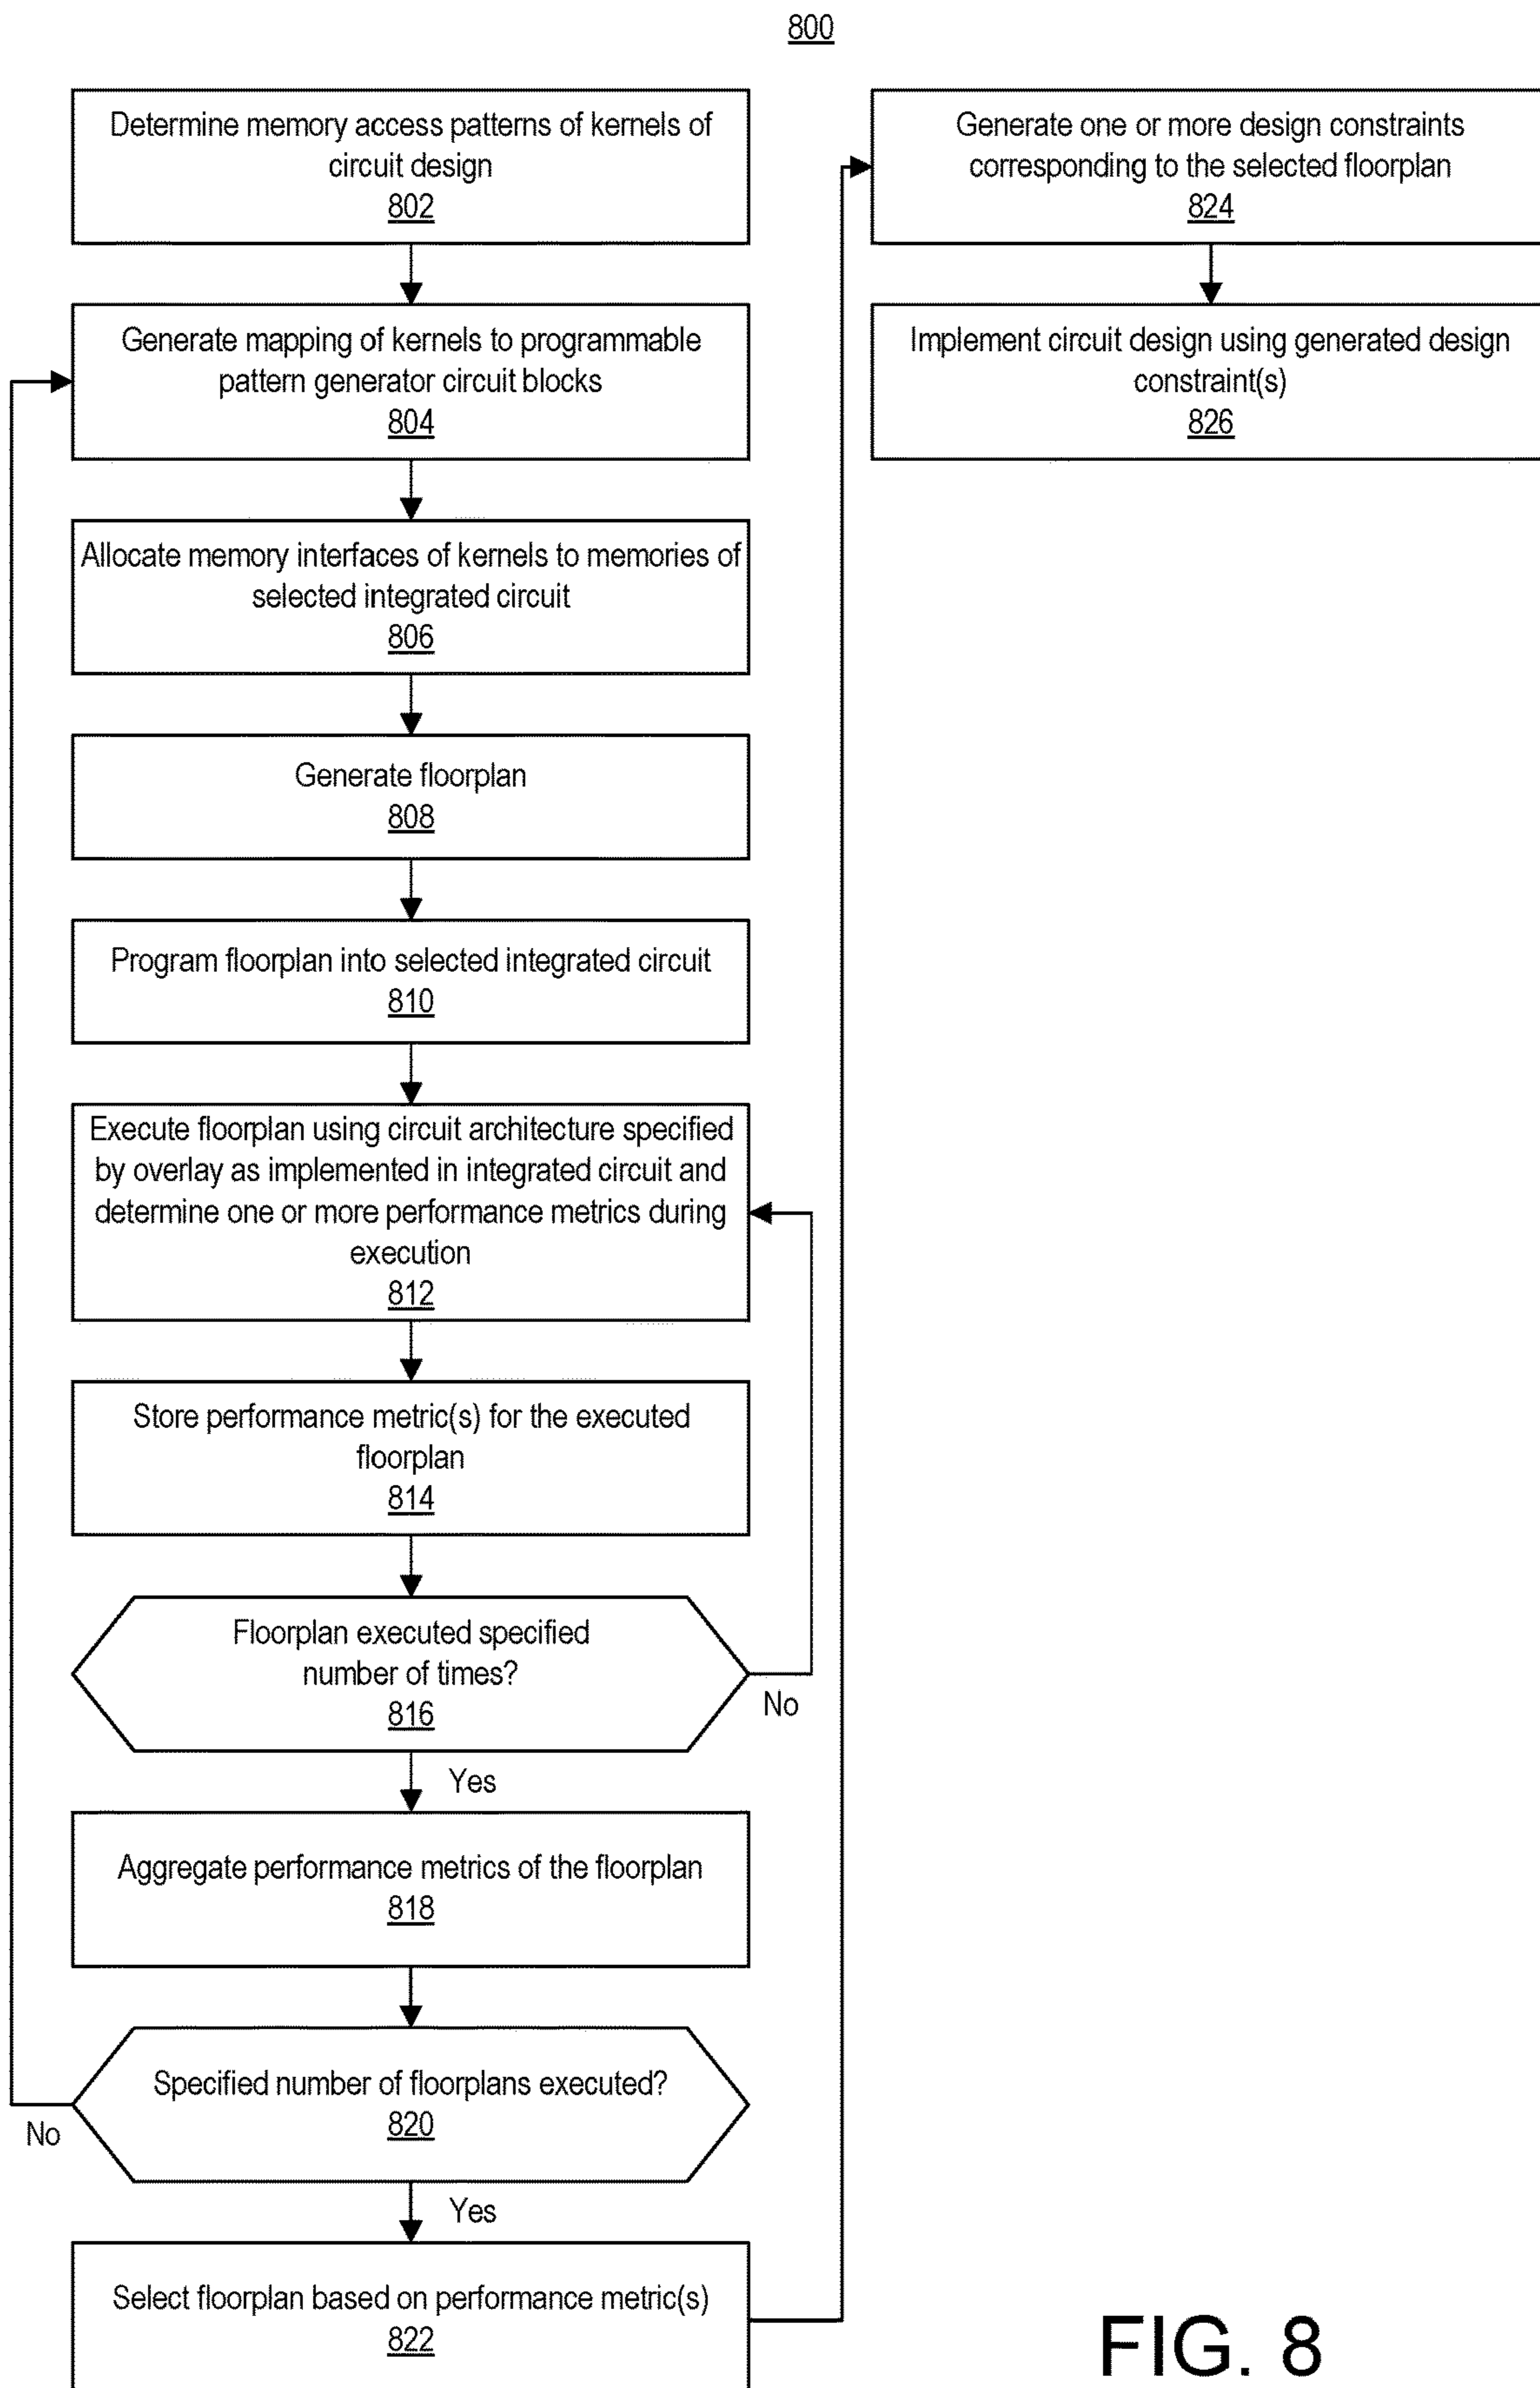 800
Determine memory access patterns of kernels of
circuit design
802
Generate mapping of kernels to programmable
pattern generator circuit blocks
804
Allocate memory interfaces of kernels to memories of
selected integrated circuit
806
Generate floorplan
808
Program floorplan into selected integrated circuit
810
Execute floorplan using circuit architecture specified
by overlay as implemented in integrated circuit and
determine one or more performance metrics during
execution
812
Store performance metric(s) for the executed
floorplan
814
Floorplan executed specified
number of times?
816
No
Yes
Aggregate performance metrics of the floorplan
818
Specified number of floorplans executed?
820
No
Yes
Select floorplan based on performance metric(s)
822
Generate one or more design constraints
corresponding to the selected floorplan
824
Implement circuit design using generated design
constraint(s)
826
FIG. 8